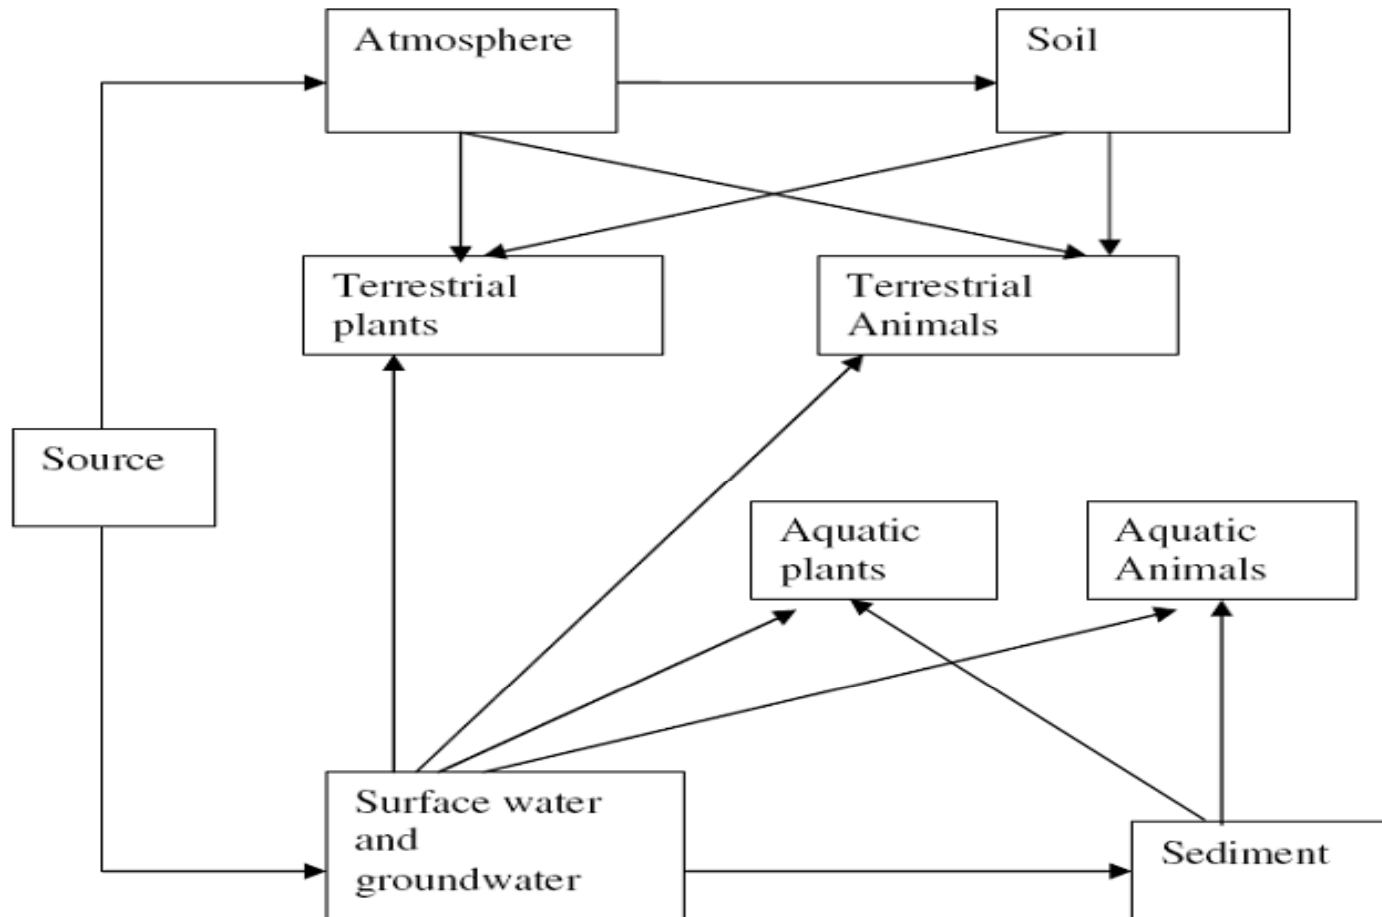 Atmosphere
Soil
Terrestrial
plants
Terrestrial
Animals
Source
Aquatic
plants
Aquatic
Animals
Surface water
and
groundwater
Sediment